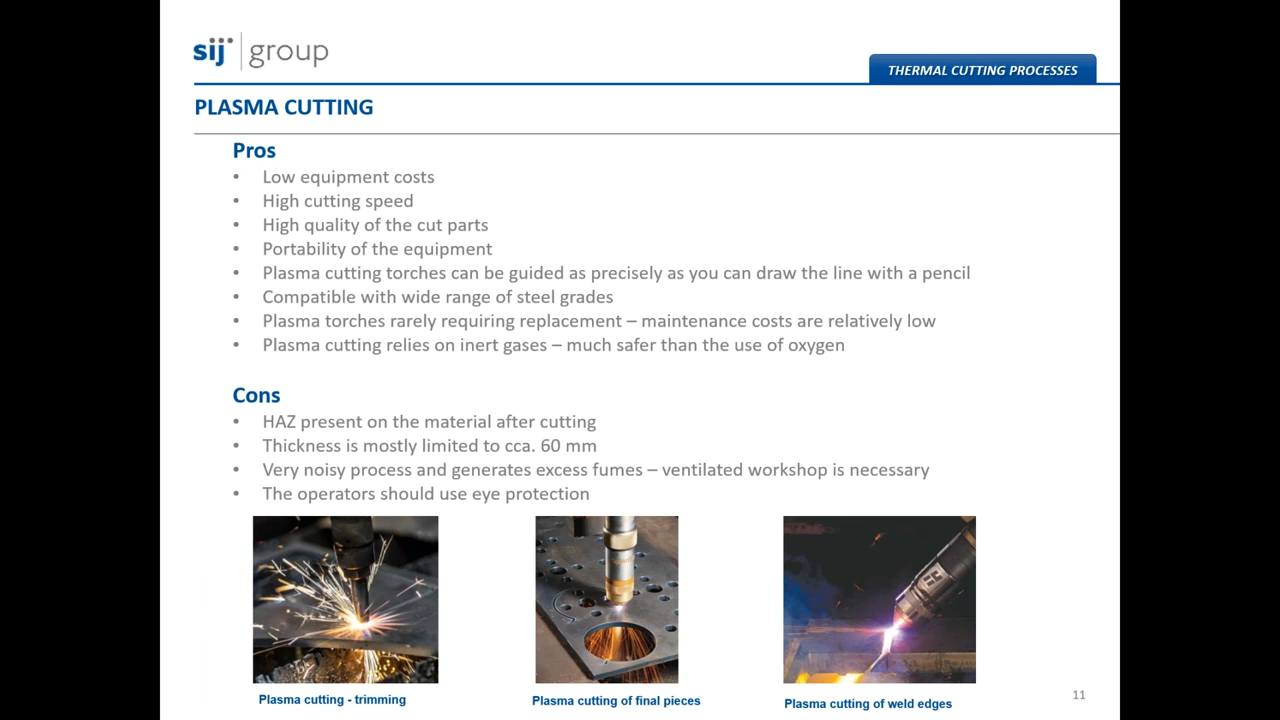 sij group
THERMAL CUTTING PROCESSES
PLASMA CUTTING
Pros
• Low equipment costs
• High cutting speed
• High quality of the cut parts
• Portability of the equipment
• Plasma cutting torches can be guided as precisely as you can draw the line with a pencil
• Compatible with wide range of steel grades
• Plasma torches rarely requiring replacement – maintenance costs are relatively low
• Plasma cutting relies on inert gases – much safer than the use of oxygen
Cons
• HAZ present on the material after cutting
• Thickness is mostly limited to cca. 60 mm
• Very noisy process and generates excess fumes – ventilated workshop is necessary
• The operators should use eye protection
Plasma cutting - trimming
Plasma cutting of final pieces
Plasma cutting of weld edges
11